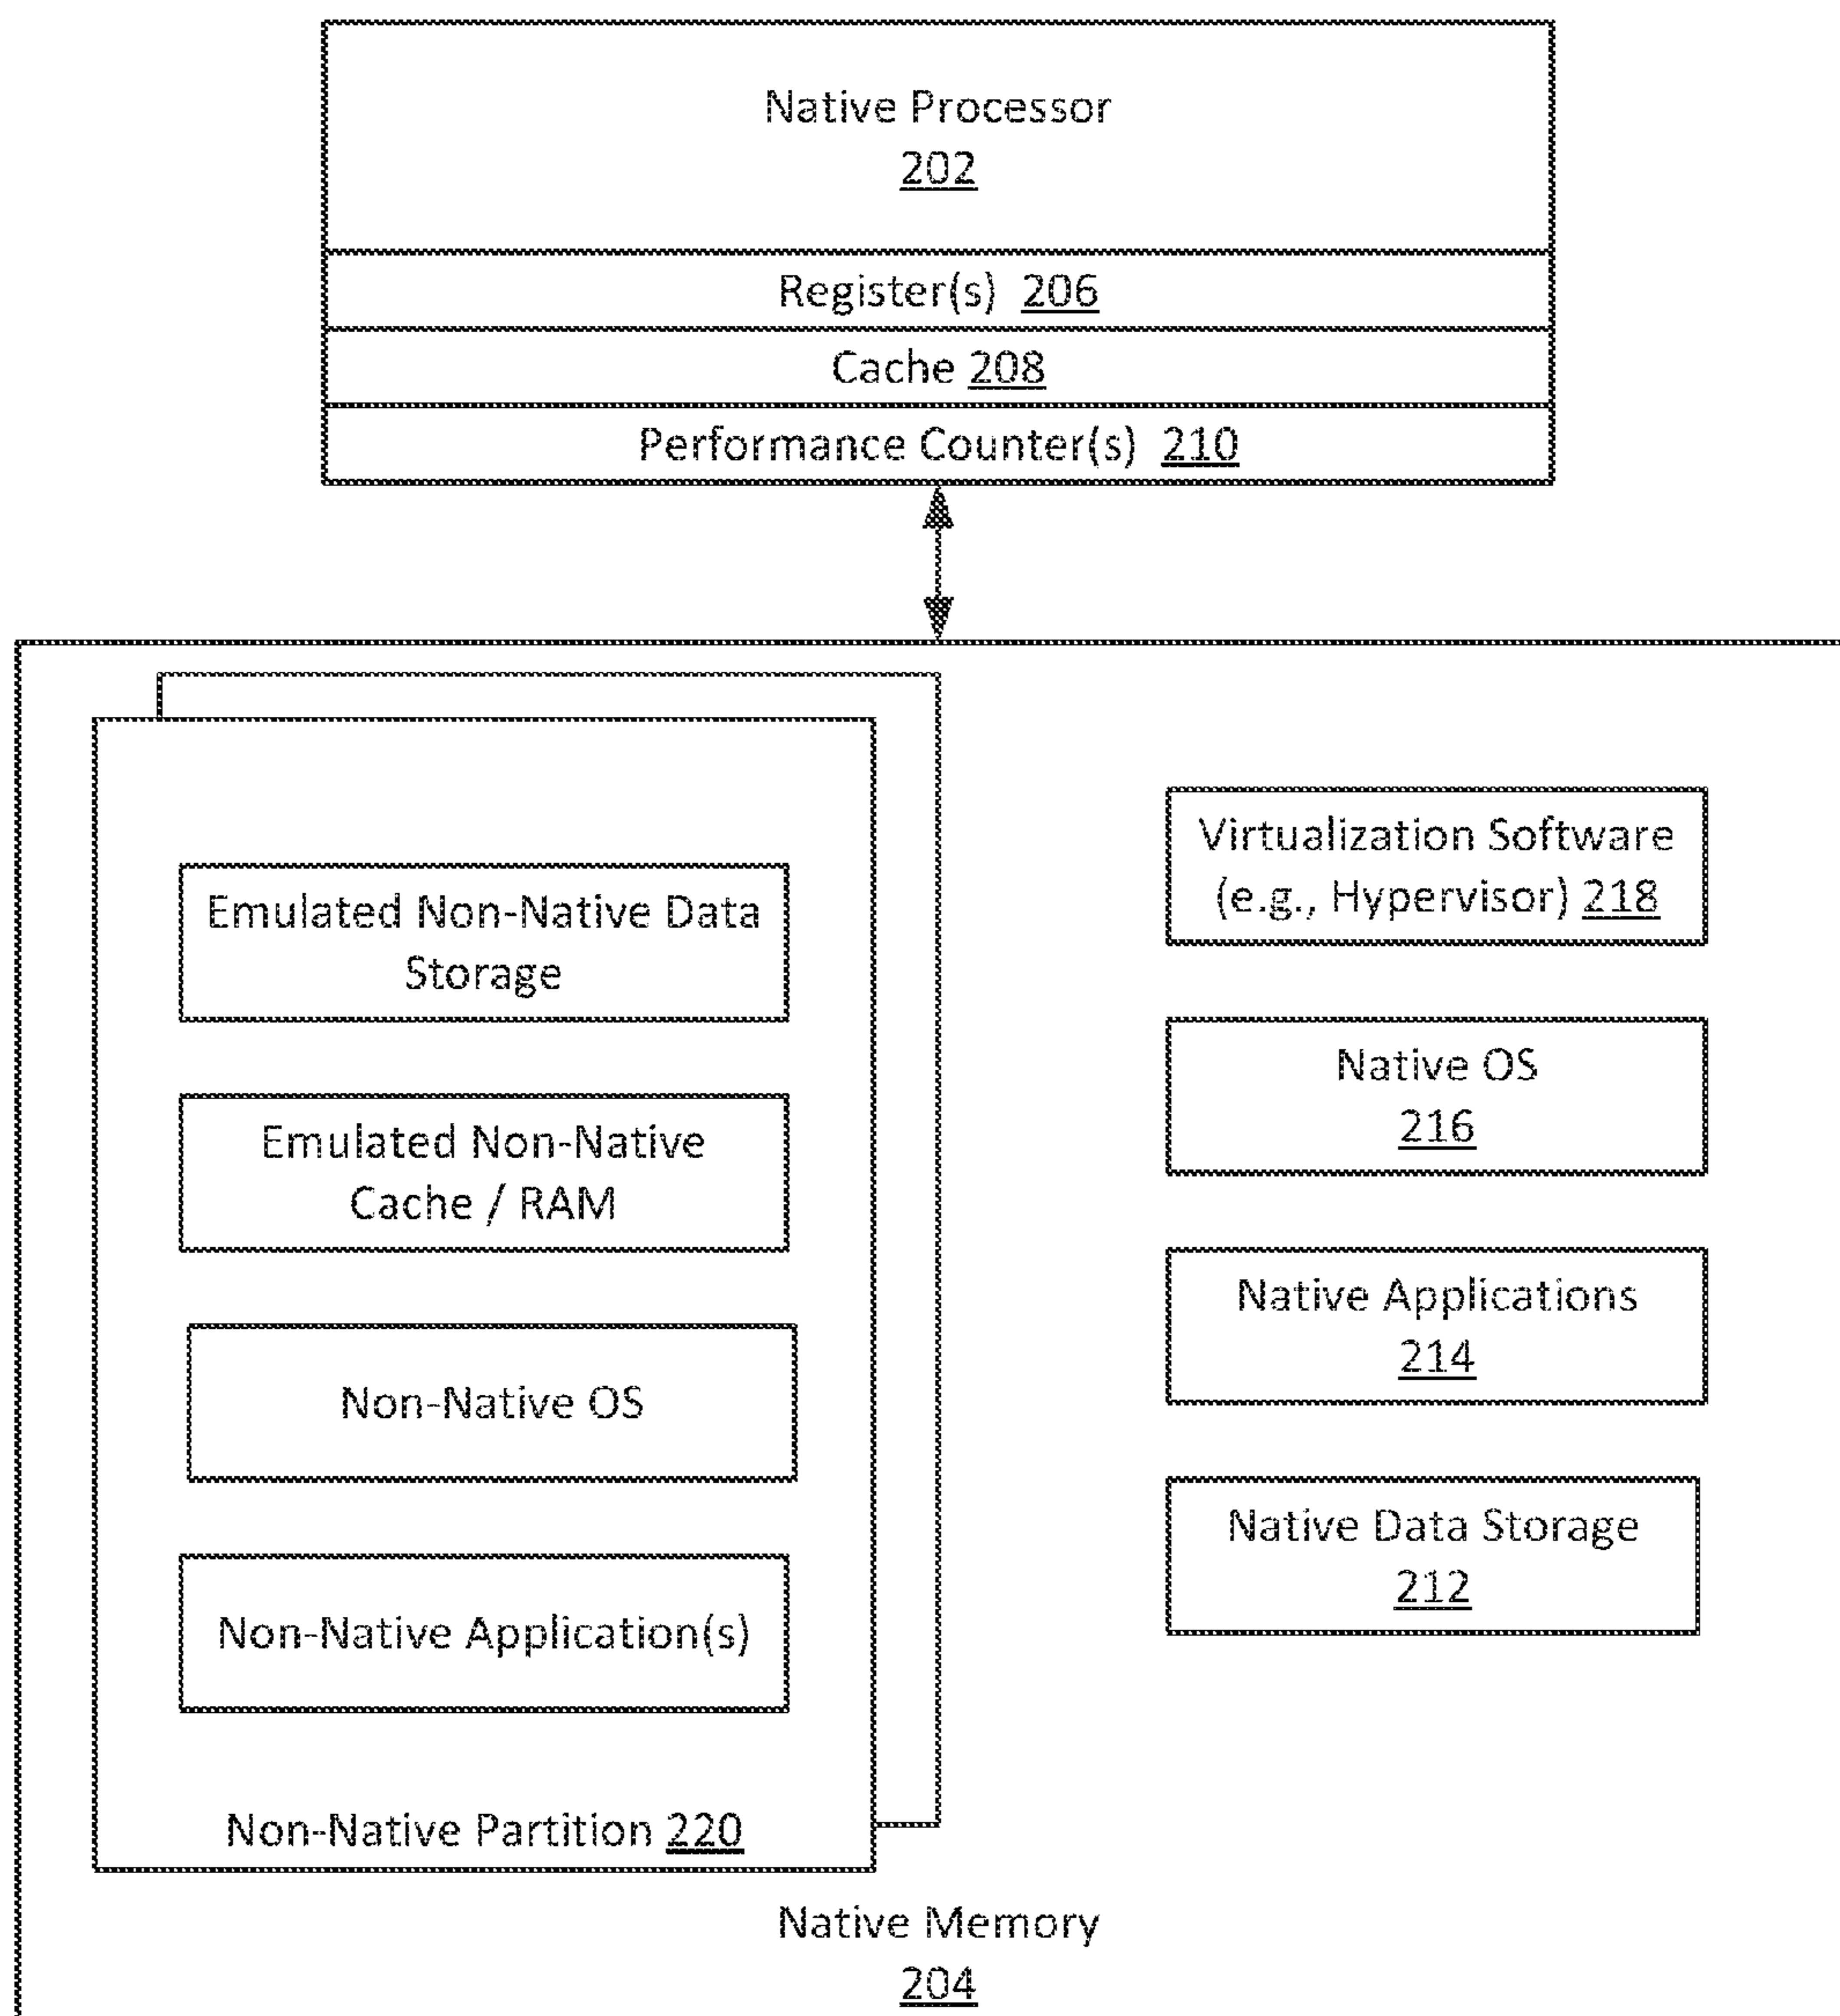 Native Processor
202
Register(s) 206
Cache 208
Performance Counter(s) 210
Emulated Non-Native Data
Storage
Emulated Non-Native
Cache / RAM
Non-Native OS
Non-Native Application(s)
Non-Native Partition 220
Virtualization Software
(e.g., Hypervisor) 218
Native OS
216
Native Applications
214
Native Data Storage
212
Native Memory
204